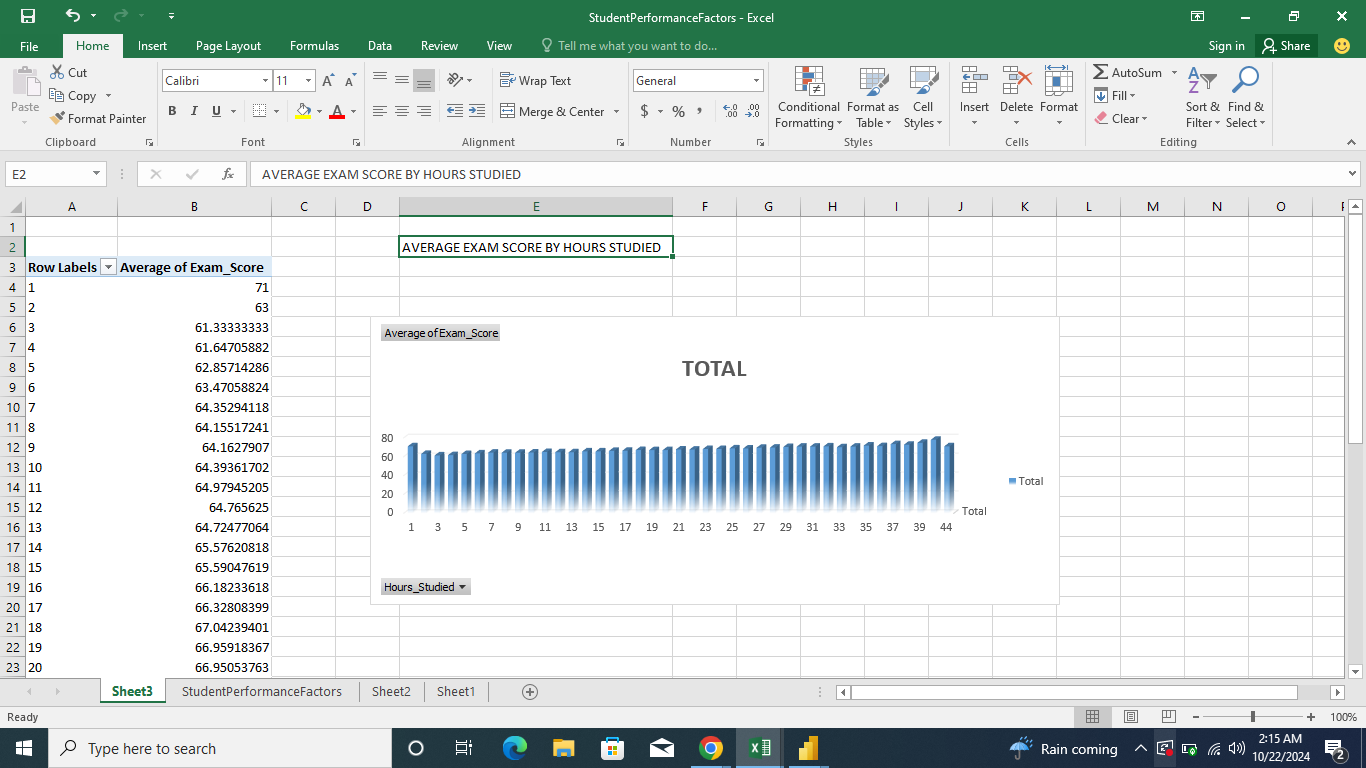 StudentPerformanceFactors - Excel
File Home Insert Page Layout Formulas Data Review View Tell me what you want to do... Sign in Share
Paste Cut Copy Format Painter
Calibri 11
B I U A
Wrap Text
Merge & Center
General
$ % ,
Conditional Formatting Format as Table Cell Styles
Insert Delete Format
AutoSum Fill Clear
Sort & Filter Find & Select
Clipboard Font Alignment Number Styles Cells Editing
E2 fx AVERAGE EXAM SCORE BY HOURS STUDIED
A B C D E F G H I J K L M N O
1
2 AVERAGE EXAM SCORE BY HOURS STUDIED
3 Row Labels Average of Exam_Score
4 1 71
5 2 63
6 3 61.33333333
7 4 61.64705882
8 5 62.85714286
9 6 63.47058824
10 7 64.35294118
11 8 64.15517241
12 9 64.1627907
13 10 64.39361702
14 11 64.97945205
15 12 64.765625
16 13 64.72477064
17 14 65.57620818
18 15 65.59047619
19 16 66.18233618
20 17 66.32808399
21 18 67.04239401
22 19 66.95918367
23 20 66.95053763
Average of Exam_Score
TOTAL
80
60
40
20
0
1 3 5 7 9 11 13 15 17 19 21 23 25 27 29 31 33 35 37 39 44
Total
Total
Hours_Studied
Sheet3 StudentPerformanceFactors Sheet2 Sheet1
Ready 100%
Type here to search
Rain coming
2:15 AM
10/22/2024
2